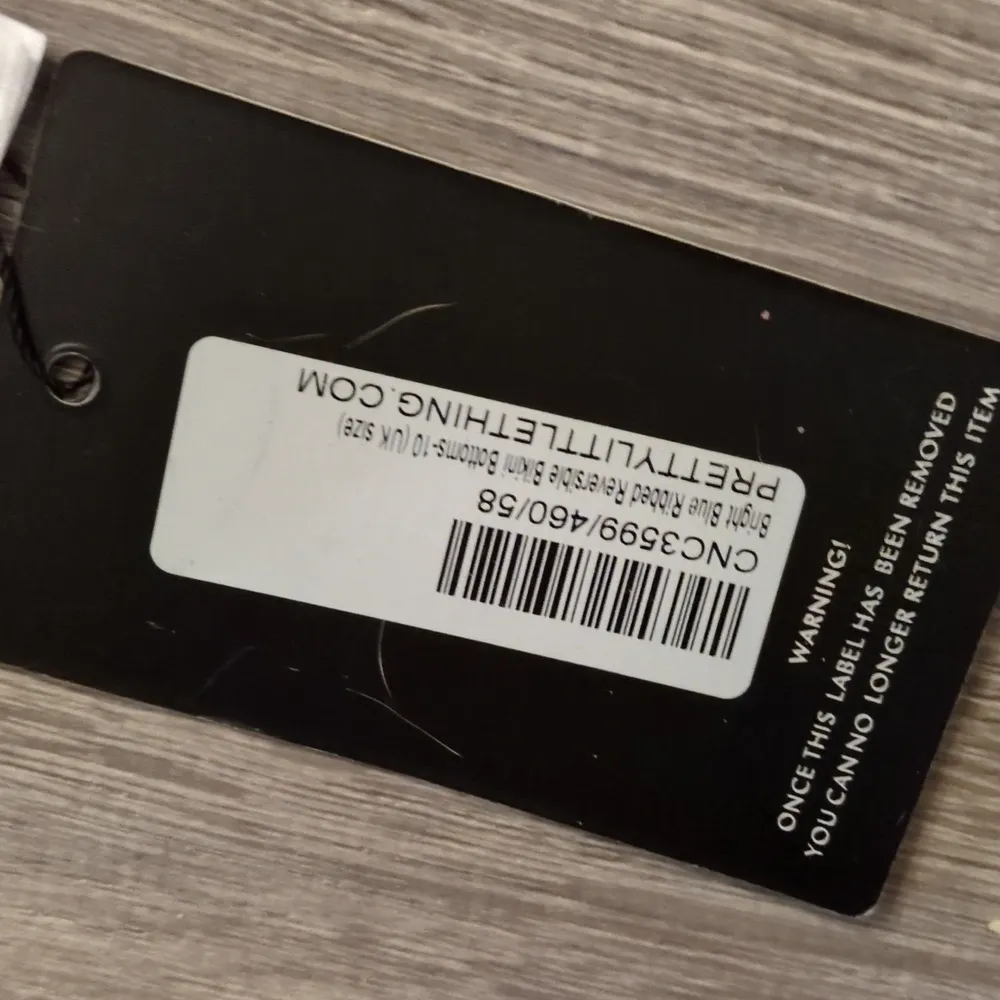 PRETTYLITTLETHING.COM
Bright Blue Ribbed Reversible Bikini Bottoms-10 (UK size)
CNC3599/460/58
WARNING!
ONCE THIS LABEL HAS BEEN REMOVED
YOU CAN NO LONGER RETURN THIS ITEM